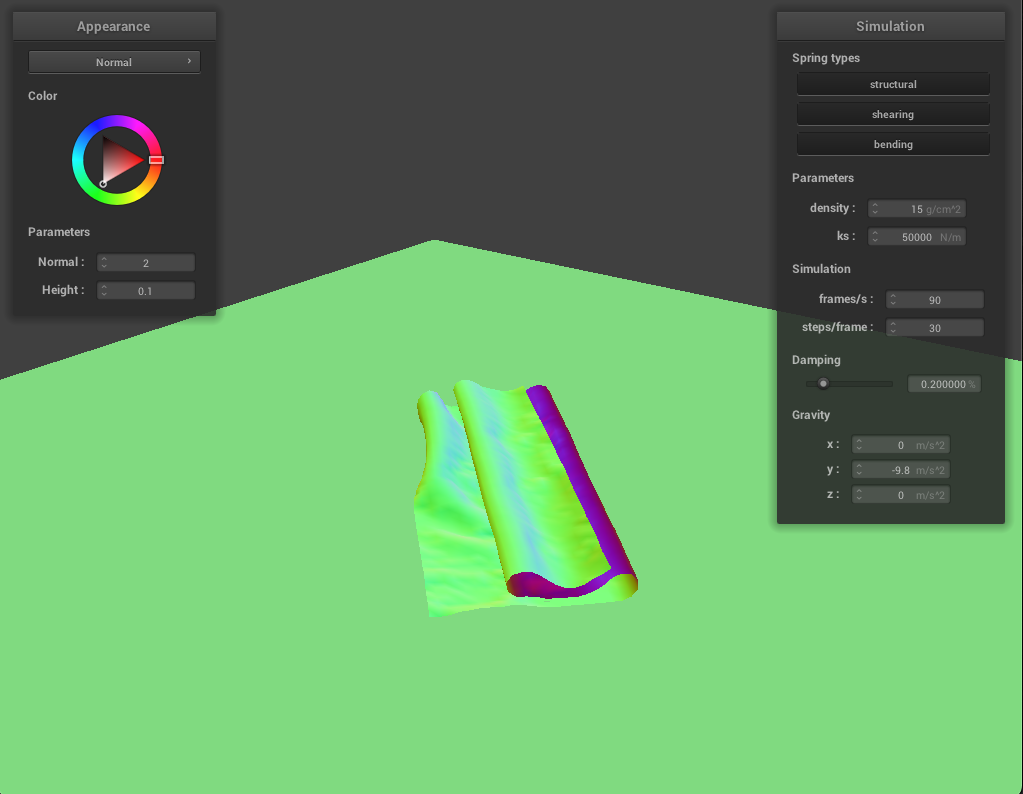 Appearance
Normal
Color
Parameters
Normal : 2
Height : 0.1
Simulation
Spring types
structural
shearing
bending
Parameters
density : 15 g/cm^2
ks : 50000 N/m
Simulation
frames/s : 90
steps/frame : 30
Damping
0.200000 %
Gravity
x : 0 m/s^2
y : -9.8 m/s^2
z : 0 m/s^2